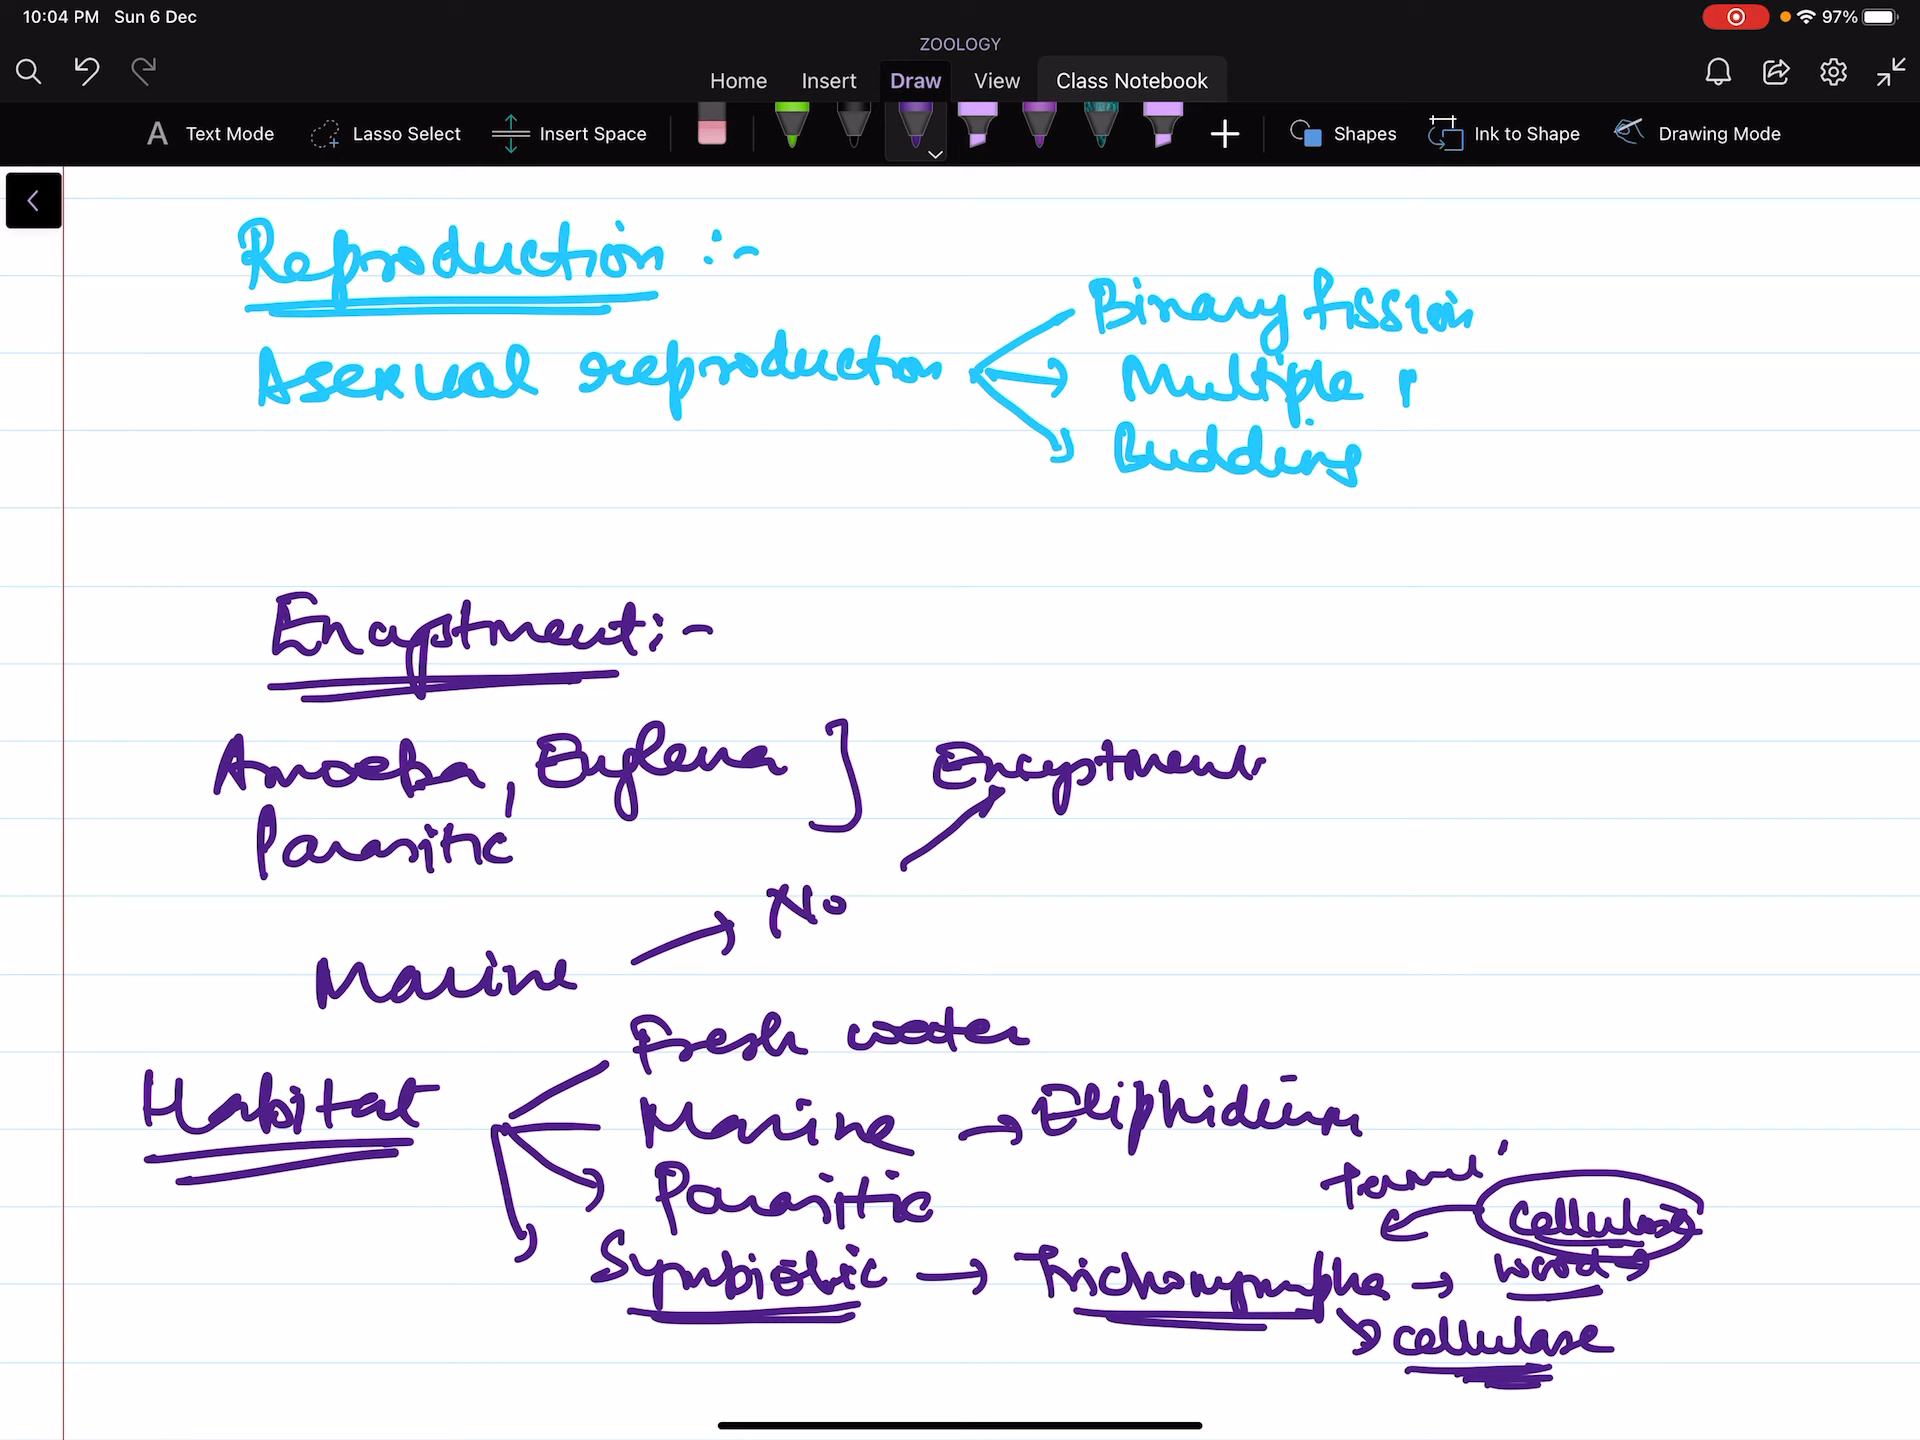 10:04 PM Sun 6 Dec
97%
ZOOLOGY
Home Insert Draw View Class Notebook
Text Mode Lasso Select Insert Space Shapes Ink to Shape Drawing Mode
Reproduction :-
Binary fission
Asexual reproduction
Multiple
Budding
Encystment :-
Amoeba, Euglena ] Encystment
Parasitic
No
Marine
Fresh water
Habitat
Marine → Eliphidium
Parasitic
cellulose
Symbiotic → Trichonympha → wood →
cellulase